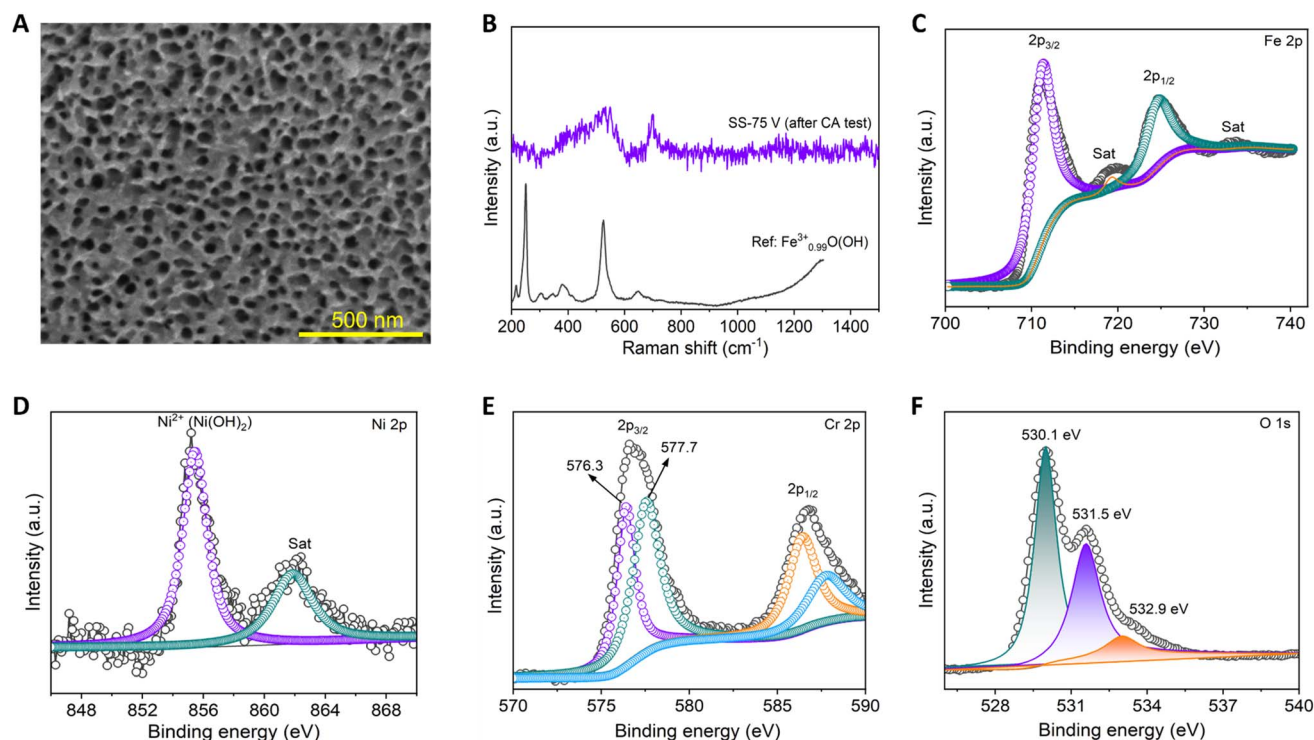 A
500 nm
B
Intensity (a.u.)
SS-75 V (after CA test)
Ref: Fe³⁺₀.₉₉O(OH)
200 400 600 800 1000 1200 1400
Raman shift (cm⁻¹)
C
Fe 2p
2p₃/₂
2p₁/₂
Sat
Sat
Intensity (a.u.)
700 710 720 730 740
Binding energy (eV)
D
Ni 2p
Ni²⁺ (Ni(OH)₂)
Sat
Intensity (a.u.)
848 852 856 860 864 868
Binding energy (eV)
E
Cr 2p
2p₃/₂
576.3
577.7
2p₁/₂
Intensity (a.u.)
570 575 580 585 590
Binding energy (eV)
F
O 1s
530.1 eV
531.5 eV
532.9 eV
Intensity (a.u.)
528 531 534 537 540
Binding energy (eV)